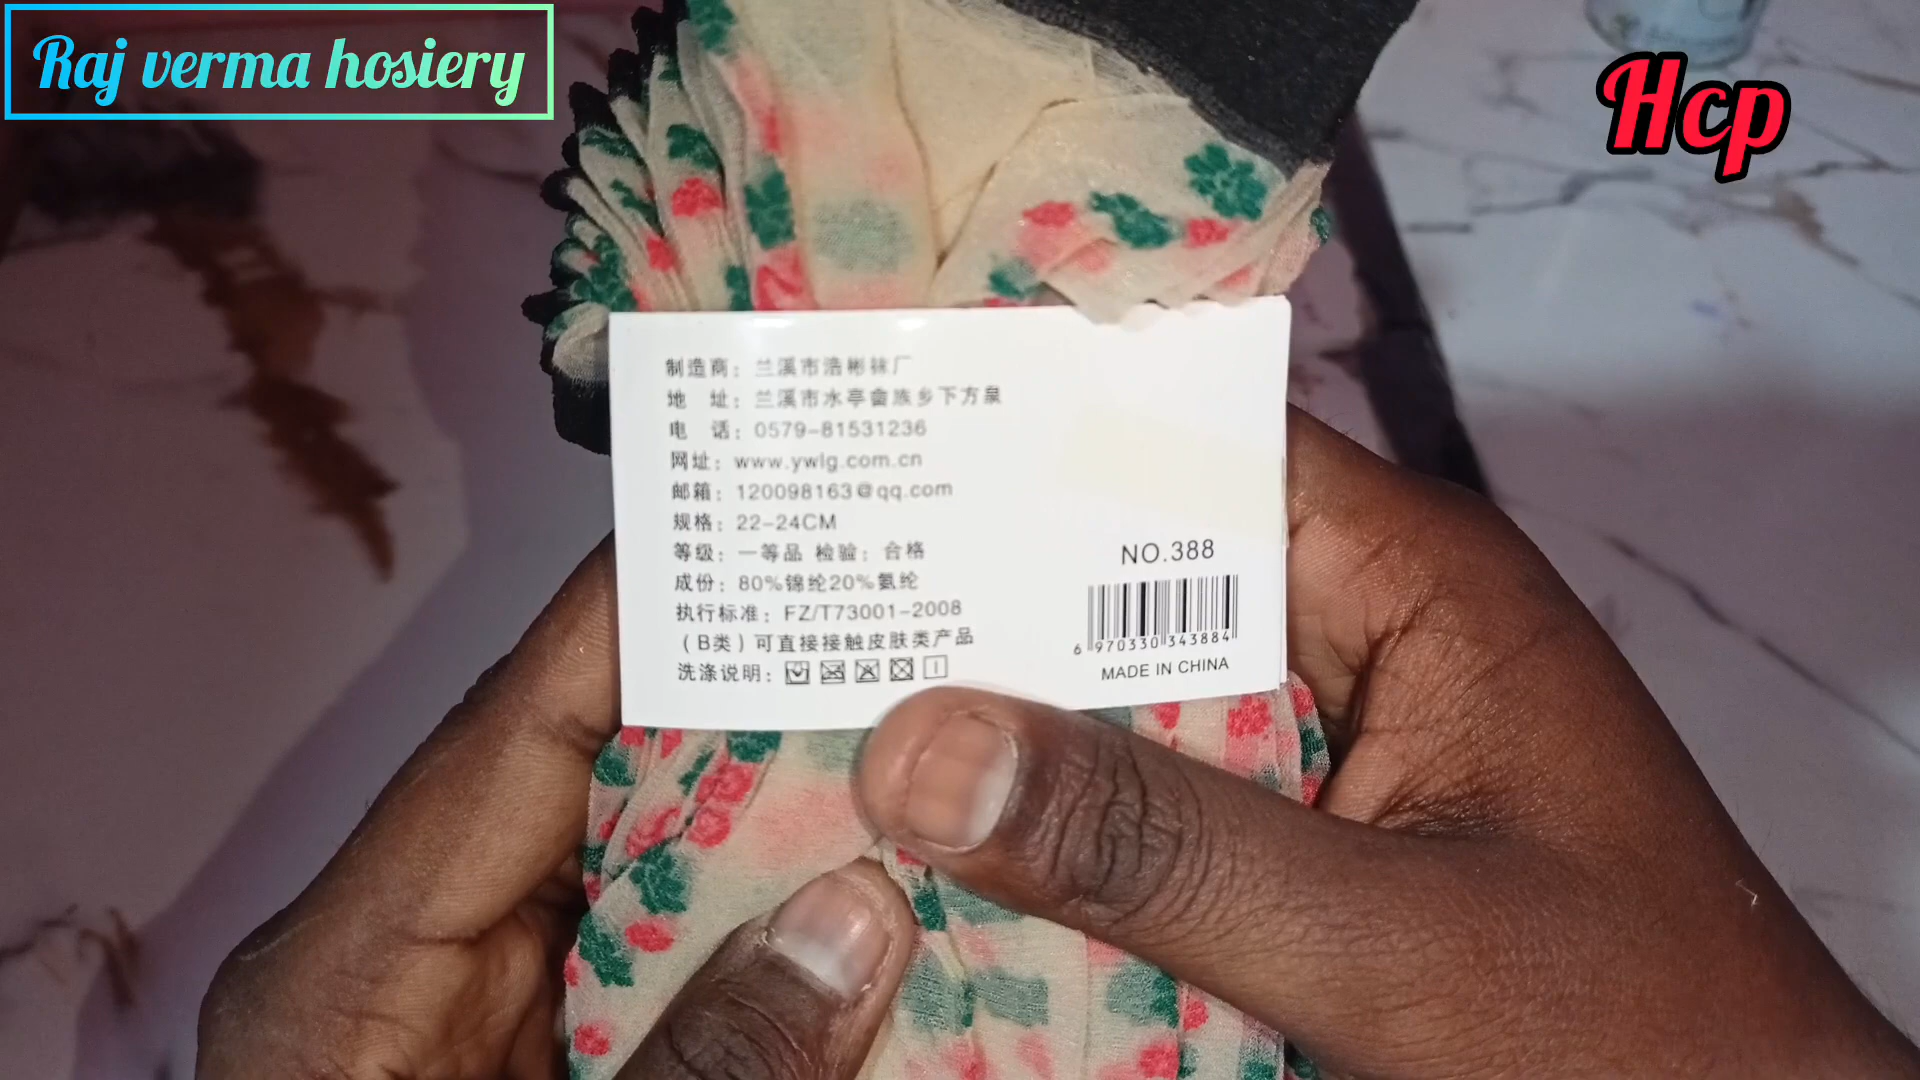 Raj verma hosiery
Hcp
制造商：兰溪市浩彬袜厂
地　址：兰溪市水亭畲族乡下方泉
电　话：0579-81531236
网址：www.ywlg.com.cn
邮箱：120098163@qq.com
规格：22-24CM
等级：一等品 检验：合格
成份：80%锦纶20%氨纶
执行标准：FZ/T73001-2008
（B类）可直接接触皮肤类产品
洗涤说明：
NO.388
6 970330 343884
MADE IN CHINA